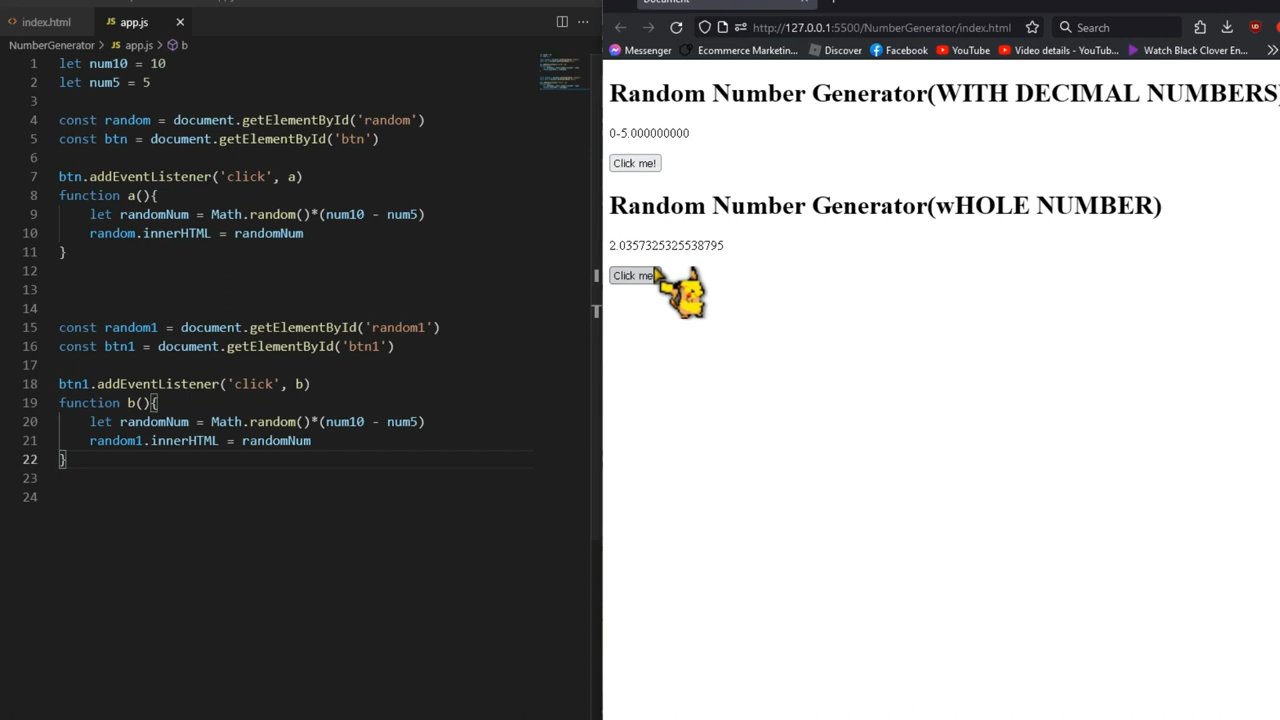 index.html
app.js
NumberGenerator > app.js > b
1 let num10 = 10
2 let num5 = 5
3
4 const random = document.getElementById('random')
5 const btn = document.getElementById('btn')
6
7 btn.addEventListener('click', a)
8 function a(){
9 let randomNum = Math.random()*(num10 - num5)
10 random.innerHTML = randomNum
11 }
12
13
14
15 const random1 = document.getElementById('random1')
16 const btn1 = document.getElementById('btn1')
17
18 btn1.addEventListener('click', b)
19 function b(){
20 let randomNum = Math.random()*(num10 - num5)
21 random1.innerHTML = randomNum
22 }
23
24
http://127.0.0.1:5500/NumberGenerator/index.html
Search
Messenger
Ecommerce Marketin...
Discover
Facebook
YouTube
Video details - YouTub...
Watch Black Clover En...
Random Number Generator(WITH DECIMAL NUMBERS)
0-5.000000000
Click me!
Random Number Generator(wHOLE NUMBER)
2.0357325325538795
Click me